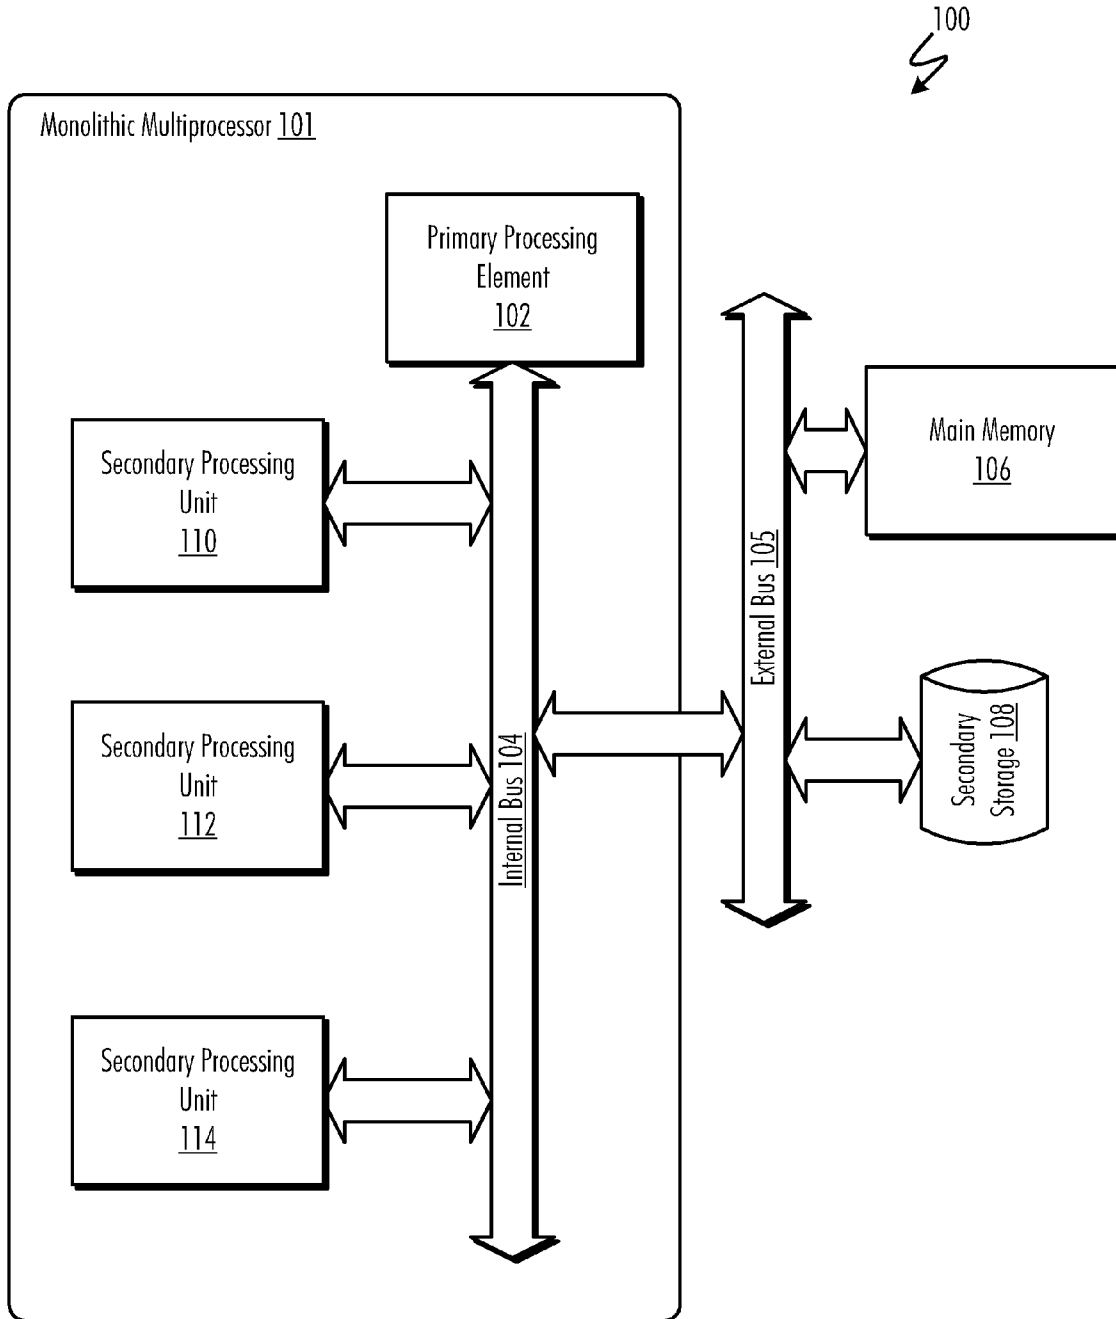 100
Monolithic Multiprocessor 101
Primary Processing
Element
102
Secondary Processing
Unit
110
Main Memory
106
External Bus 105
Secondary Processing
Unit
112
Internal Bus 104
Secondary
Storage 108
Secondary Processing
Unit
114